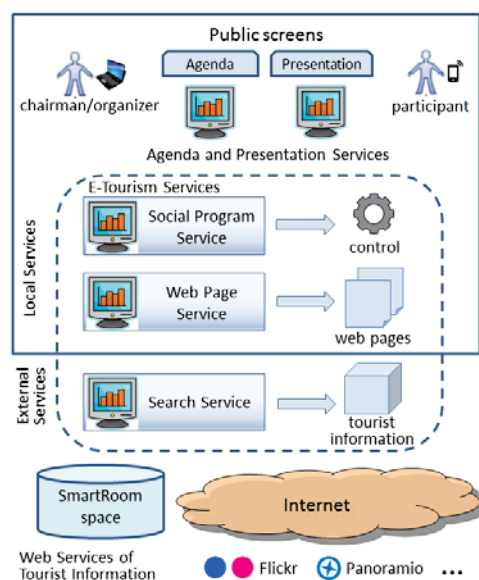 Public screens
Agenda
Presentation
chairman/organizer
participant
Agenda and Presentation Services
E-Tourism Services
Local Services
Social Program
Service
control
Web Page
Service
web pages
External
Services
Search Service
tourist
information
SmartRoom
space
Internet
Web Services of
Tourist Information
Flickr
Panoramio
...